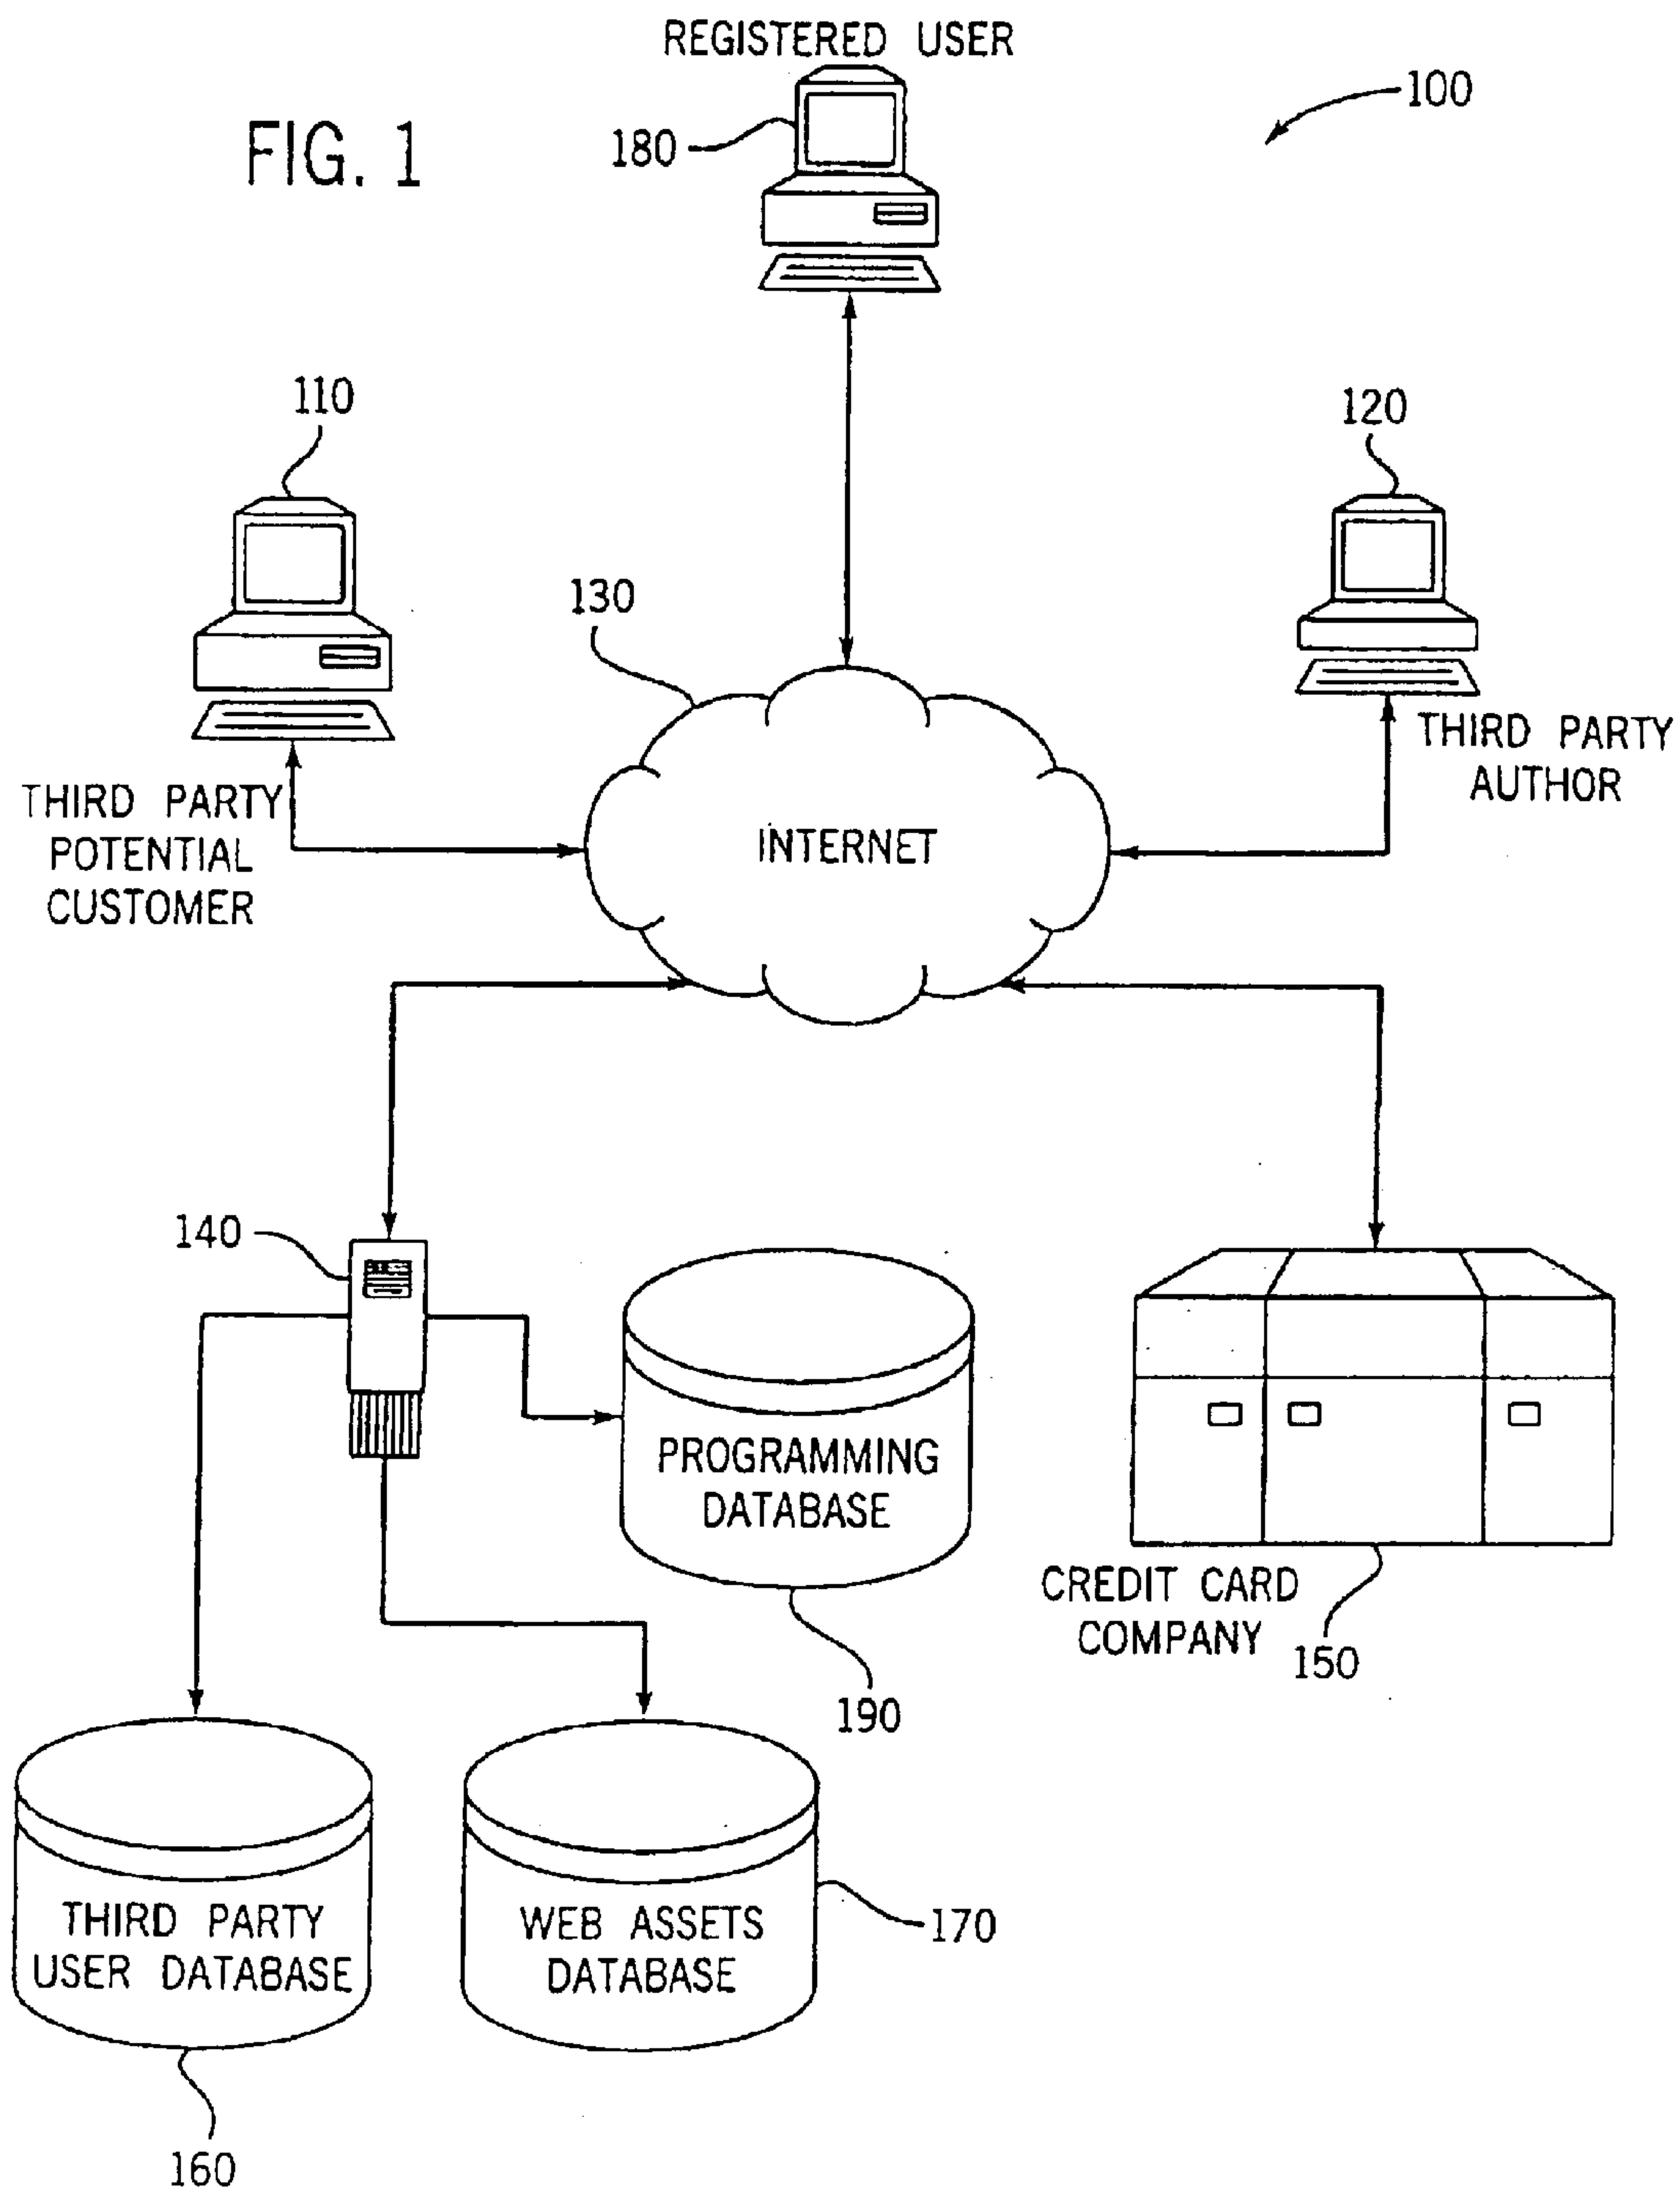 REGISTERED USER
100
FIG. 1
180
110
120
130
THIRD PARTY
AUTHOR
THIRD PARTY
POTENTIAL
CUSTOMER
INTERNET
140
PROGRAMMING
DATABASE
CREDIT CARD
COMPANY
150
190
THIRD PARTY
USER DATABASE
WEB ASSETS
DATABASE
170
160